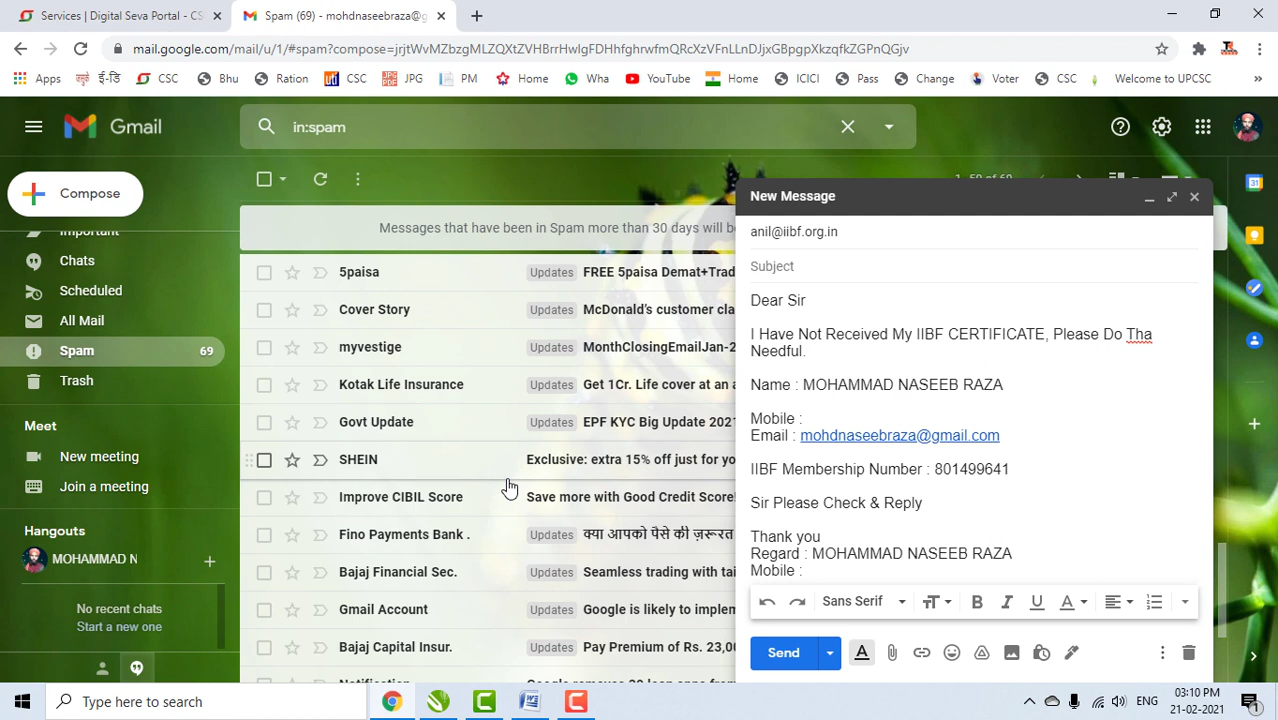 Services | Digital Seva Portal - CS
Spam (69) - mohdnaseebraza@gm
mail.google.com/mail/u/1/#spam?compose=jrjtWvMZbzgMLZQXtZVHBrrHwlgFDHhfghrwfmQRcXzVFnLLnDJjxGBpgpXkzqfkZGPnQGjv
Apps
ई-डि
CSC
Bhu
Ration
CSC
JPG
PM
Home
Wha
YouTube
Home
ICICI
Pass
Change
Voter
CSC
Welcome to UPCSC
»
Gmail
in:spam
Compose
Important
Chats
Scheduled
All Mail
Spam 69
Trash
Meet
New meeting
Join a meeting
Hangouts
MOHAMMAD N
No recent chats
Start a new one
Messages that have been in Spam more than 30 days will be
5paisa Updates FREE 5paisa Demat+Trad
Cover Story Updates McDonald's customer cla
myvestige Updates MonthClosingEmailJan-2
Kotak Life Insurance Updates Get 1Cr. Life cover at an a
Govt Update Updates EPF KYC Big Update 2021
SHEIN Exclusive: extra 15% off just for yo
Improve CIBIL Score Save more with Good Credit Score!
Fino Payments Bank . Updates क्या आपको पैसे की ज़रूरत
Bajaj Financial Sec. Updates Seamless trading with tai
Gmail Account Updates Google is likely to implem
Bajaj Capital Insur. Updates Pay Premium of Rs. 23,0
New Message
anil@iibf.org.in
Subject
Dear Sir
I Have Not Received My IIBF CERTIFICATE, Please Do Tha
Needful.
Name : MOHAMMAD NASEEB RAZA
Mobile :
Email : mohdnaseebraza@gmail.com
IIBF Membership Number : 801499641
Sir Please Check & Reply
Thank you
Regard : MOHAMMAD NASEEB RAZA
Mobile :
Sans Serif
Send
Type here to search
ENG
03:10 PM
21-02-2021